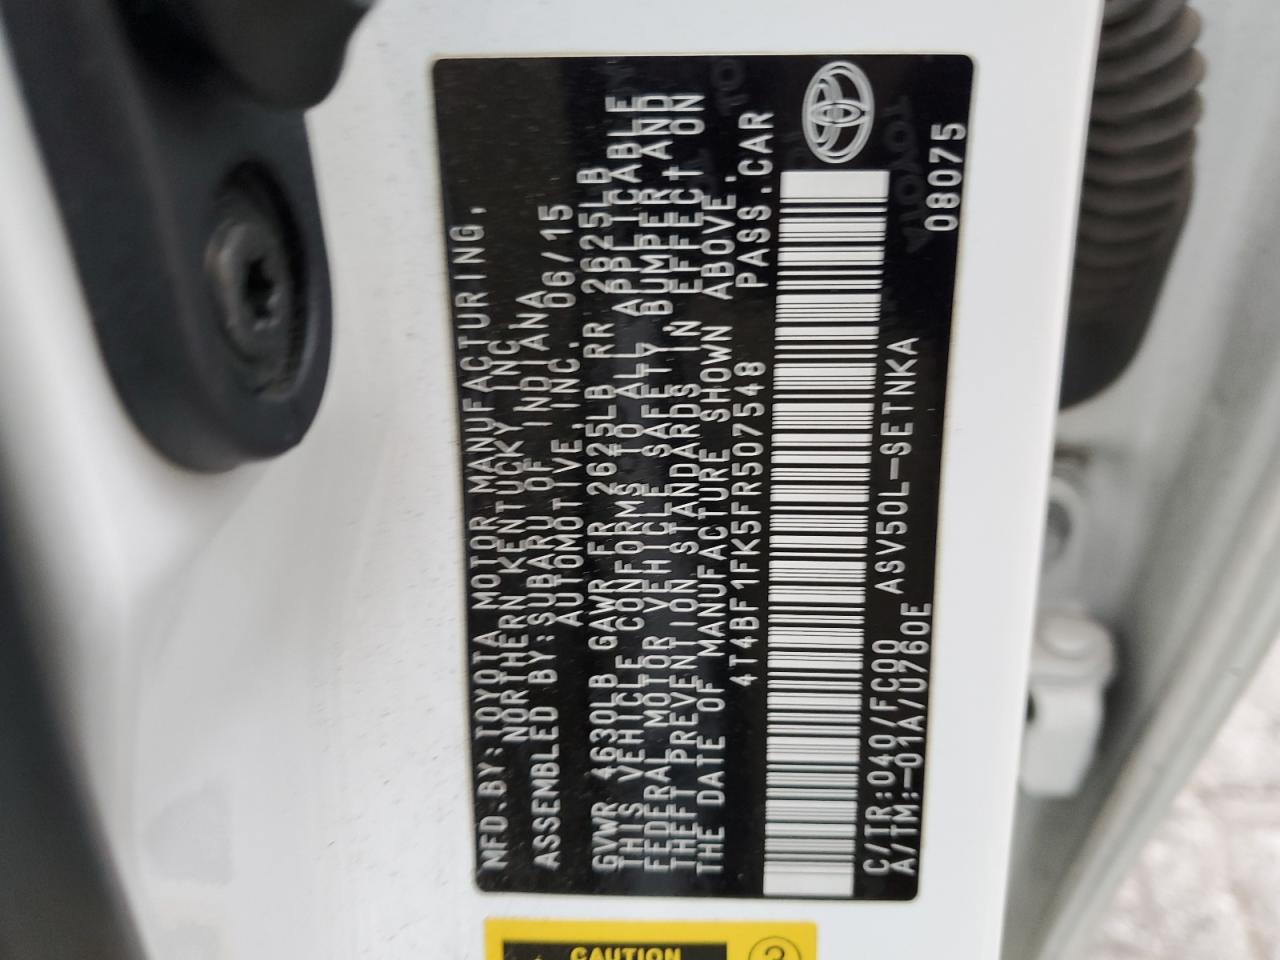 MFD.BY:TOYOTA MOTOR MANUFACTURING,
NORTHERN KENTUCKY,INC.
ASSEMBLED BY:SUBARU OF INDIANA
AUTOMOTIVE,INC. 06/15
GVWR 4630LB GAWR FR 2625LB RR 2625LB
THIS VEHICLE CONFORMS TO ALL APPLICABLE
FEDERAL MOTOR VEHICLE SAFETY, BUMPER AND
THEFT PREVENTION STANDARDS IN EFFECT ON
THE DATE OF MANUFACTURE SHOWN ABOVE.
4T4BF1FK5FR507548 PASS.CAR
C/TR:040/FC00 ASV50L-SETNKA
A/TM:-01A/U760E
08075
CAUTION